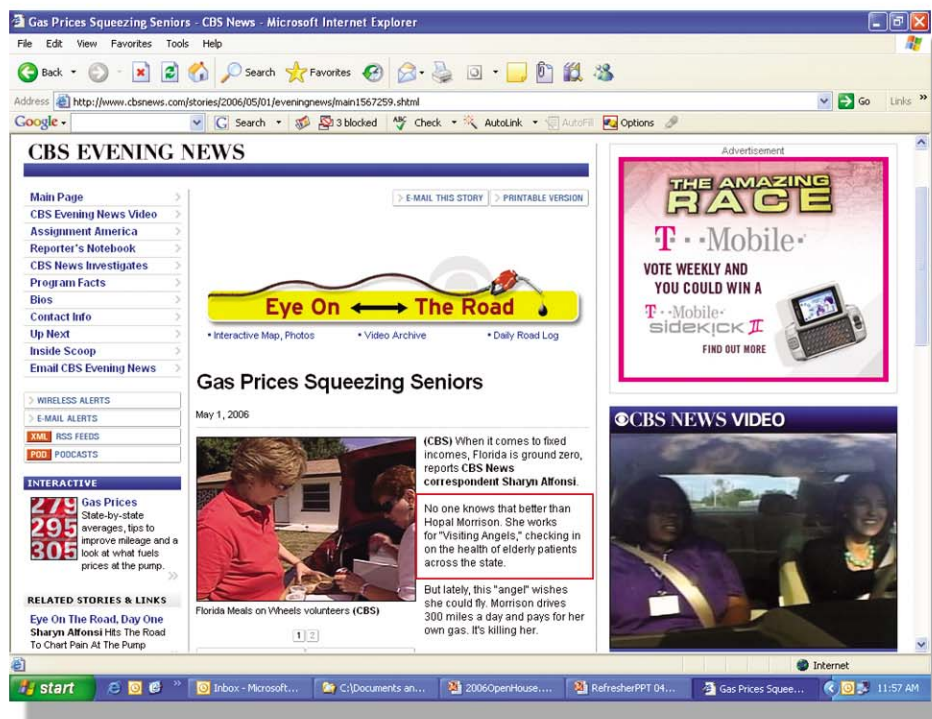 Gas Prices Squeezing Seniors - CBS News - Microsoft Internet Explorer
File Edit View Favorites Tools Help
Back Search Favorites
Address http://www.cbsnews.com/stories/2006/05/01/eveningnews/main1567259.shtml Go Links »
Google G Search 3 blocked ABC Check AutoLink AutoFill Options
CBS EVENING NEWS
Main Page
CBS Evening News Video
Assignment America
Reporter's Notebook
CBS News Investigates
Program Facts
Bios
Contact Info
Up Next
Inside Scoop
Email CBS Evening News
> WIRELESS ALERTS
> E-MAIL ALERTS
XML RSS FEEDS
POD PODCASTS
INTERACTIVE
279
295
305
Gas Prices
State-by-state
averages, tips to
improve mileage and a
look at what fuels
prices at the pump.
»
RELATED STORIES & LINKS
Eye On The Road, Day One
Sharyn Alfonsi Hits The Road
To Chart Pain At The Pump
> E-MAIL THIS STORY > PRINTABLE VERSION
Eye On The Road
• Interactive Map, Photos • Video Archive • Daily Road Log
Gas Prices Squeezing Seniors
May 1, 2006
Florida Meals on Wheels volunteers (CBS)
1 2
(CBS) When it comes to fixed
incomes, Florida is ground zero,
reports CBS News
correspondent Sharyn Alfonsi.
No one knows that better than
Hopal Morrison. She works
for "Visiting Angels," checking in
on the health of elderly patients
across the state.
But lately, this "angel" wishes
she could fly. Morrison drives
300 miles a day and pays for her
own gas. It's killing her.
Advertisement
THE AMAZING
RACE
T··Mobile·
VOTE WEEKLY AND
YOU COULD WIN A
T··Mobile·
sidekick II
FIND OUT MORE
CBS NEWS VIDEO
Internet
start » Inbox - Microsoft... C:\Documents an... 2006OpenHouse.... RefresherPPT 04... Gas Prices Squee... 11:57 AM